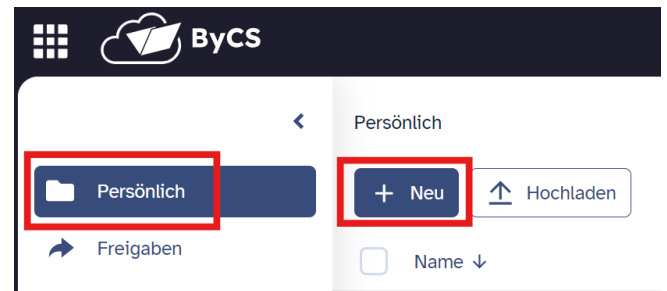 ByCS
Persönlich
Persönlich
+ Neu
Hochladen
Freigaben
Name